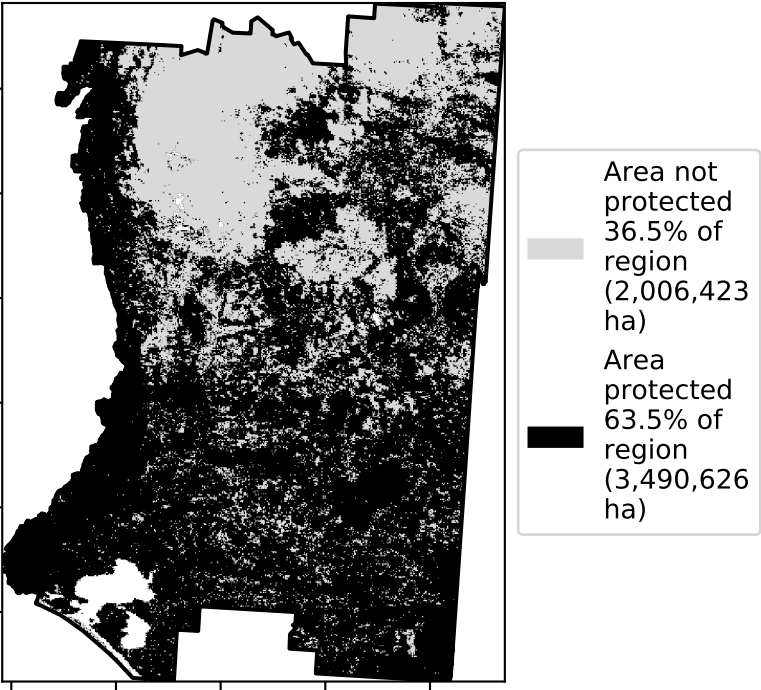 Area not
protected
36.5% of
region
(2,006,423
ha)
Area
protected
63.5% of
region
(3,490,626
ha)